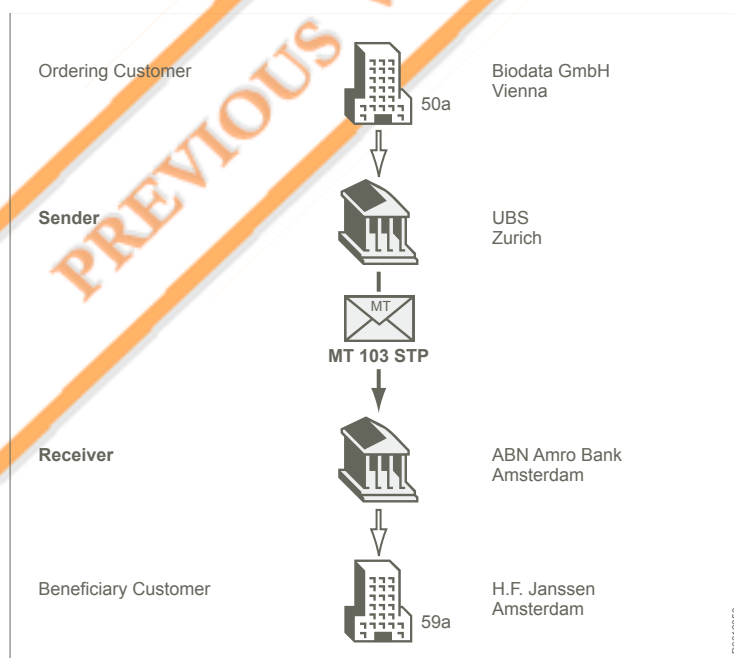 Ordering Customer
50a
Biodata GmbH
Vienna
Sender
UBS
Zurich
MT
MT 103 STP
Receiver
ABN Amro Bank
Amsterdam
Beneficiary Customer
59a
H.F. Janssen
Amsterdam
PREVIOUS V